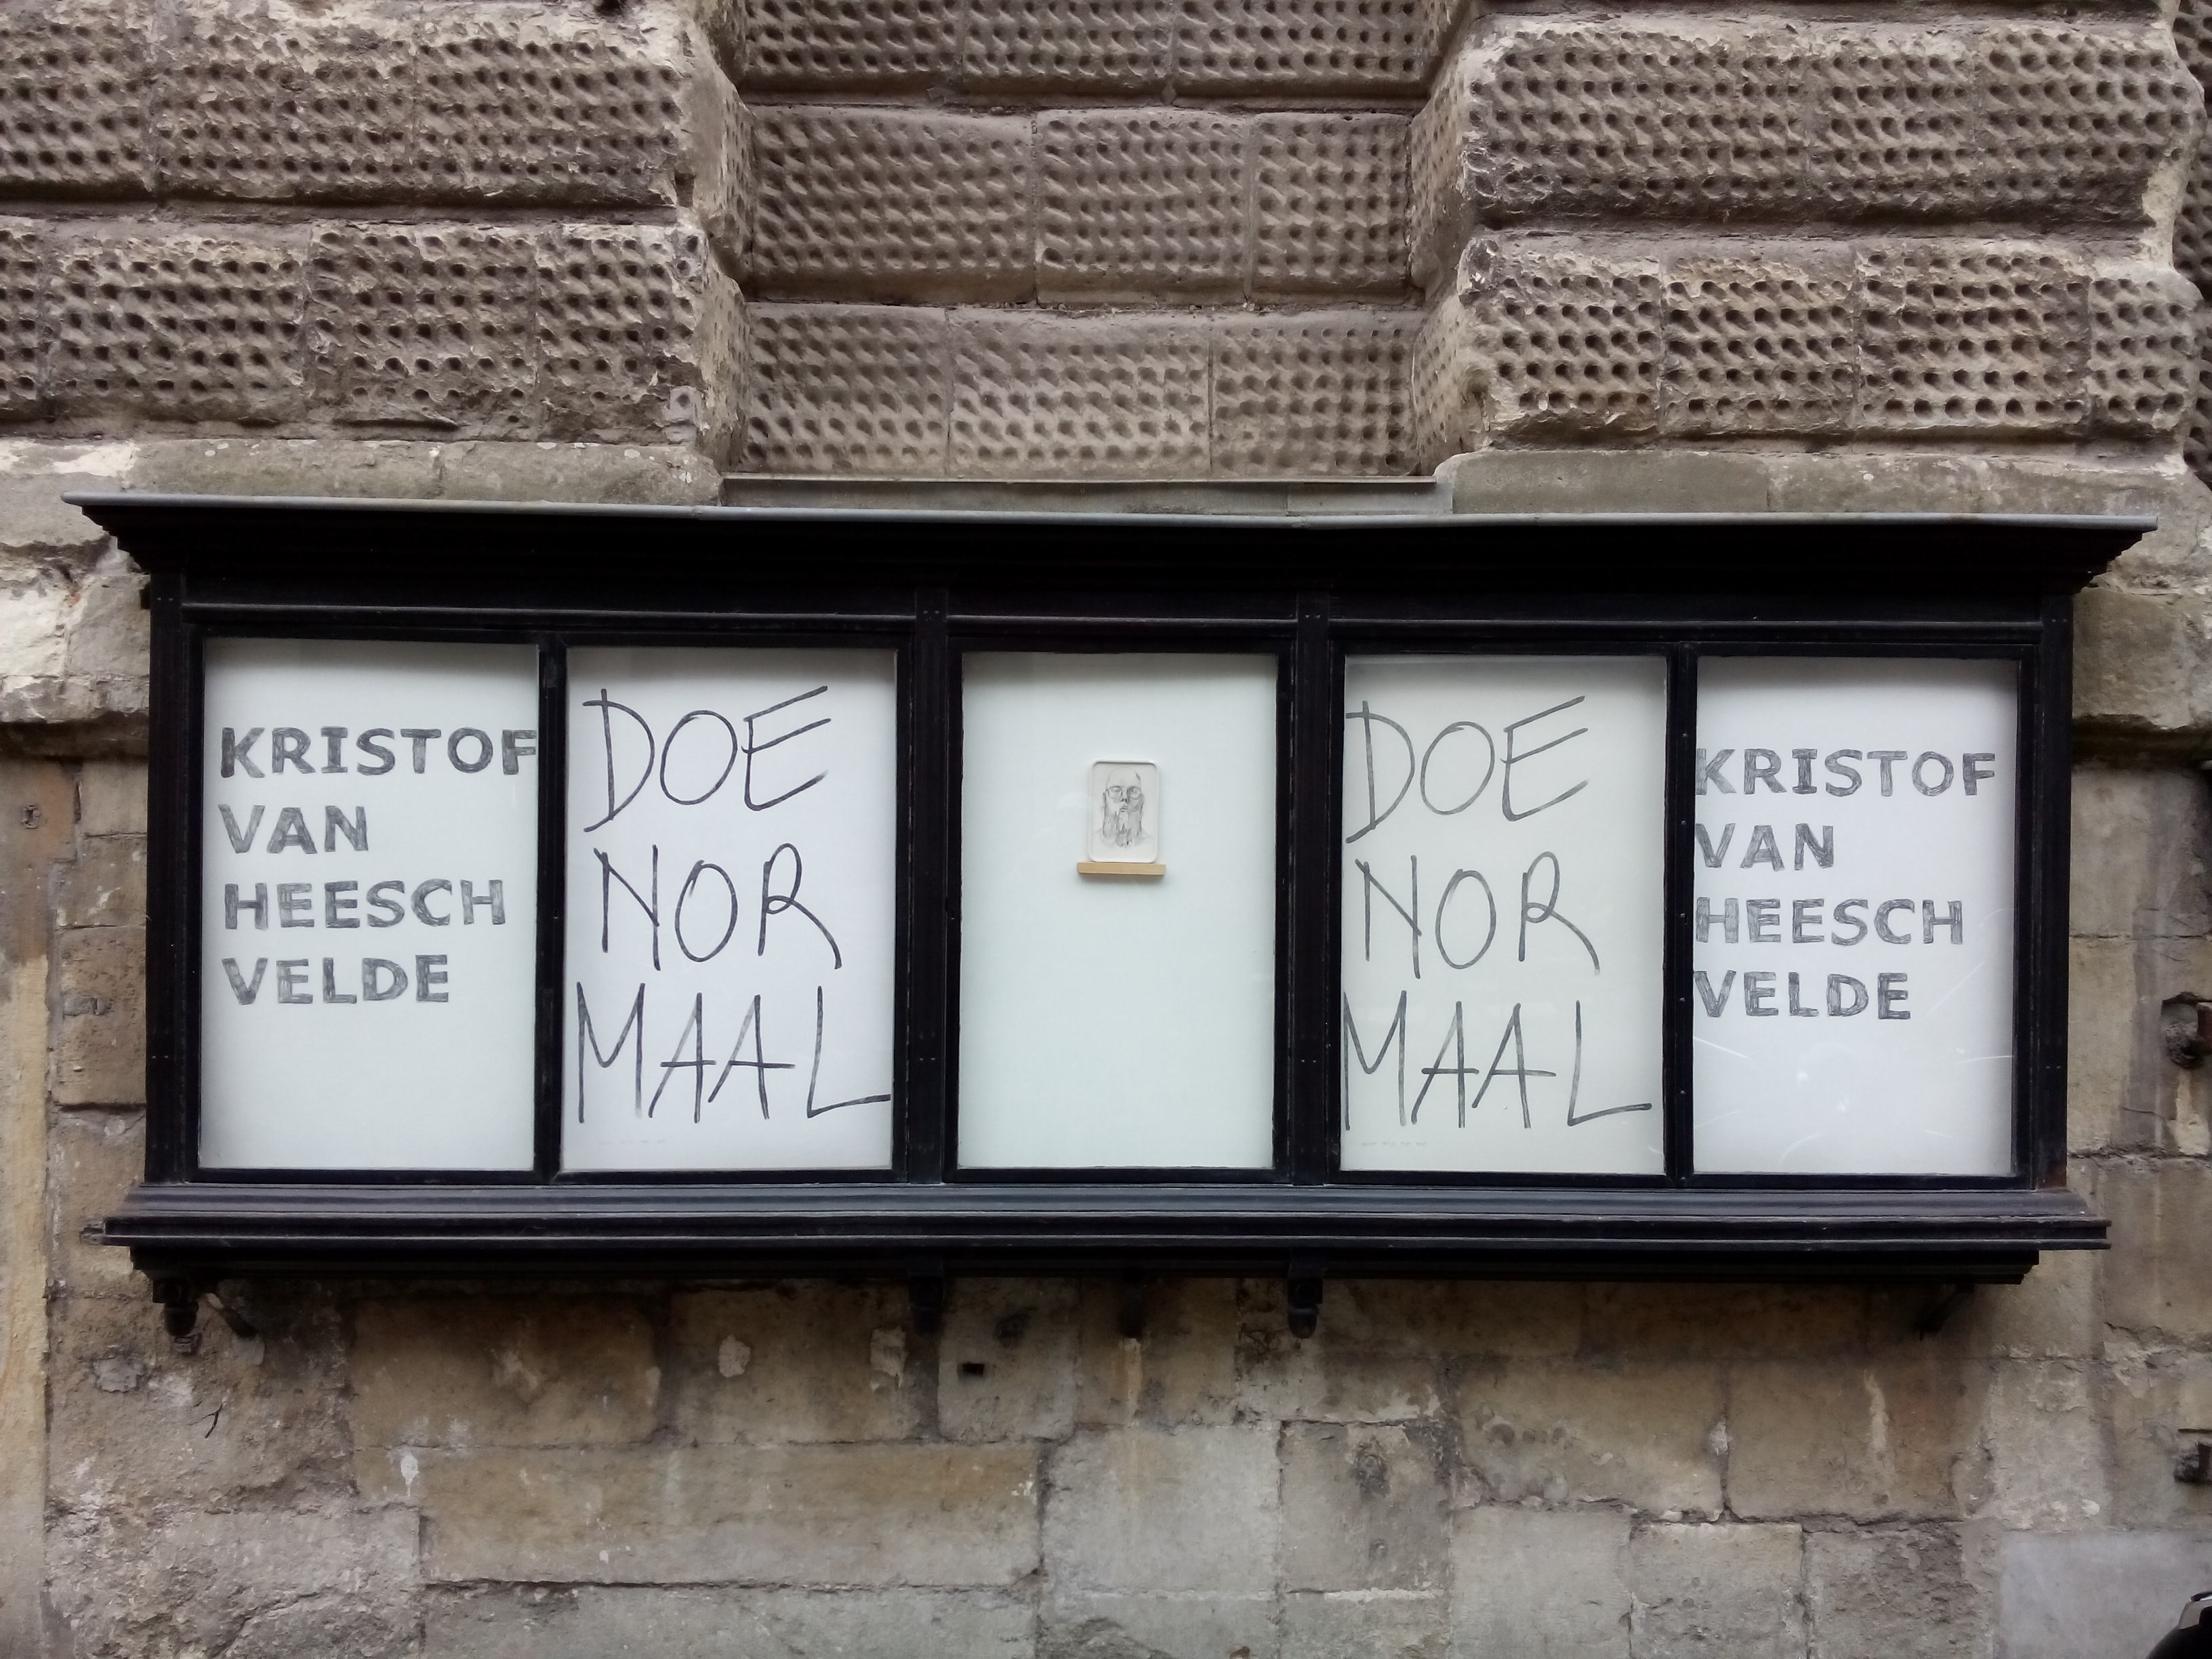 KRISTOF
VAN
HEESCH
VELDE
DOE
NOR
MAAL
DOE
NOR
MAAL
KRISTOF
VAN
HEESCH
VELDE